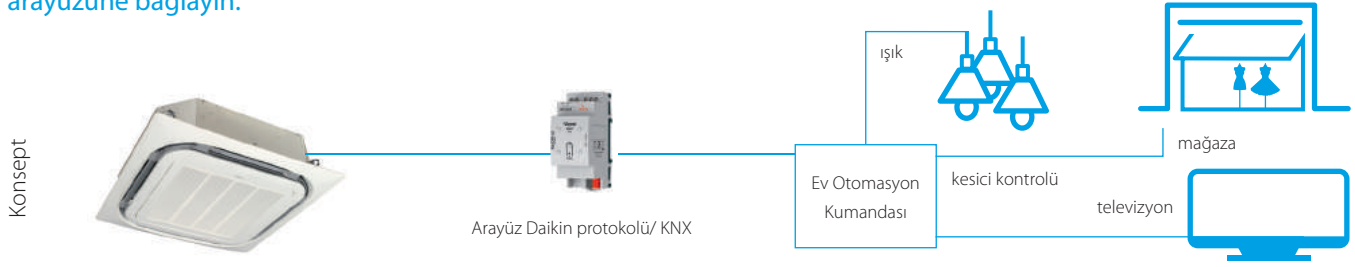 arayüzüne bağlayın.
ışık
mağaza
Konsept
Ev Otomasyon
Kumandası
kesici kontrolü
televizyon
Arayüz Daikin protokolü/ KNX